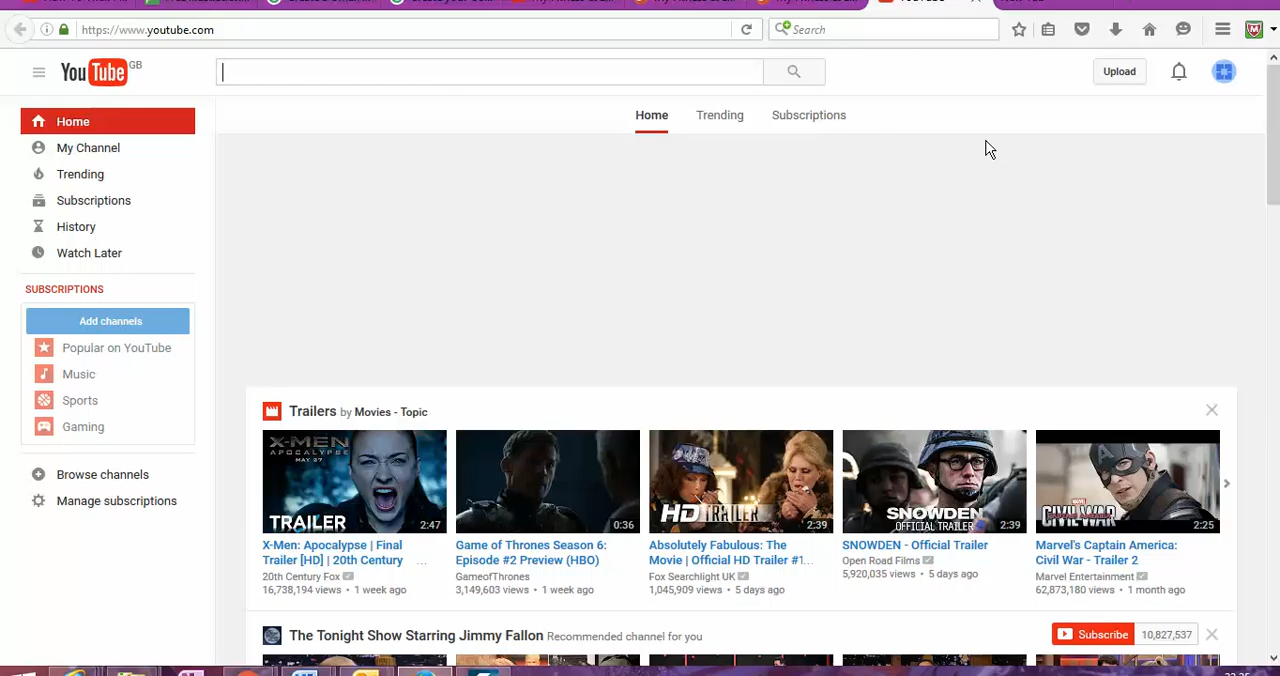 YouTube
https://www.youtube.com
Search
YouTube GB
Upload
Home
My Channel
Trending
Subscriptions
History
Watch Later
SUBSCRIPTIONS
Add channels
Popular on YouTube
Music
Sports
Gaming
Browse channels
Manage subscriptions
Home Trending Subscriptions
Trailers by Movies - Topic
X-MEN
APOCALYPSE
MAY 27
TRAILER
2:47
X-Men: Apocalypse | Final
Trailer [HD] | 20th Century ...
20th Century Fox
16,738,194 views • 1 week ago
0:36
Game of Thrones Season 6:
Episode #2 Preview (HBO)
GameofThrones
3,149,603 views • 1 week ago
HD TRAILER
2:39
Absolutely Fabulous: The
Movie | Official HD Trailer #1...
Fox Searchlight UK
1,045,909 views • 5 days ago
SNOWDEN
OFFICIAL TRAILER
2:39
SNOWDEN - Official Trailer
Open Road Films
5,920,035 views • 5 days ago
MARVEL
CAPTAIN AMERICA
CIVIL WAR
2:25
Marvel's Captain America:
Civil War - Trailer 2
Marvel Entertainment
62,873,180 views • 1 month ago
The Tonight Show Starring Jimmy Fallon Recommended channel for you
Subscribe 10,827,537